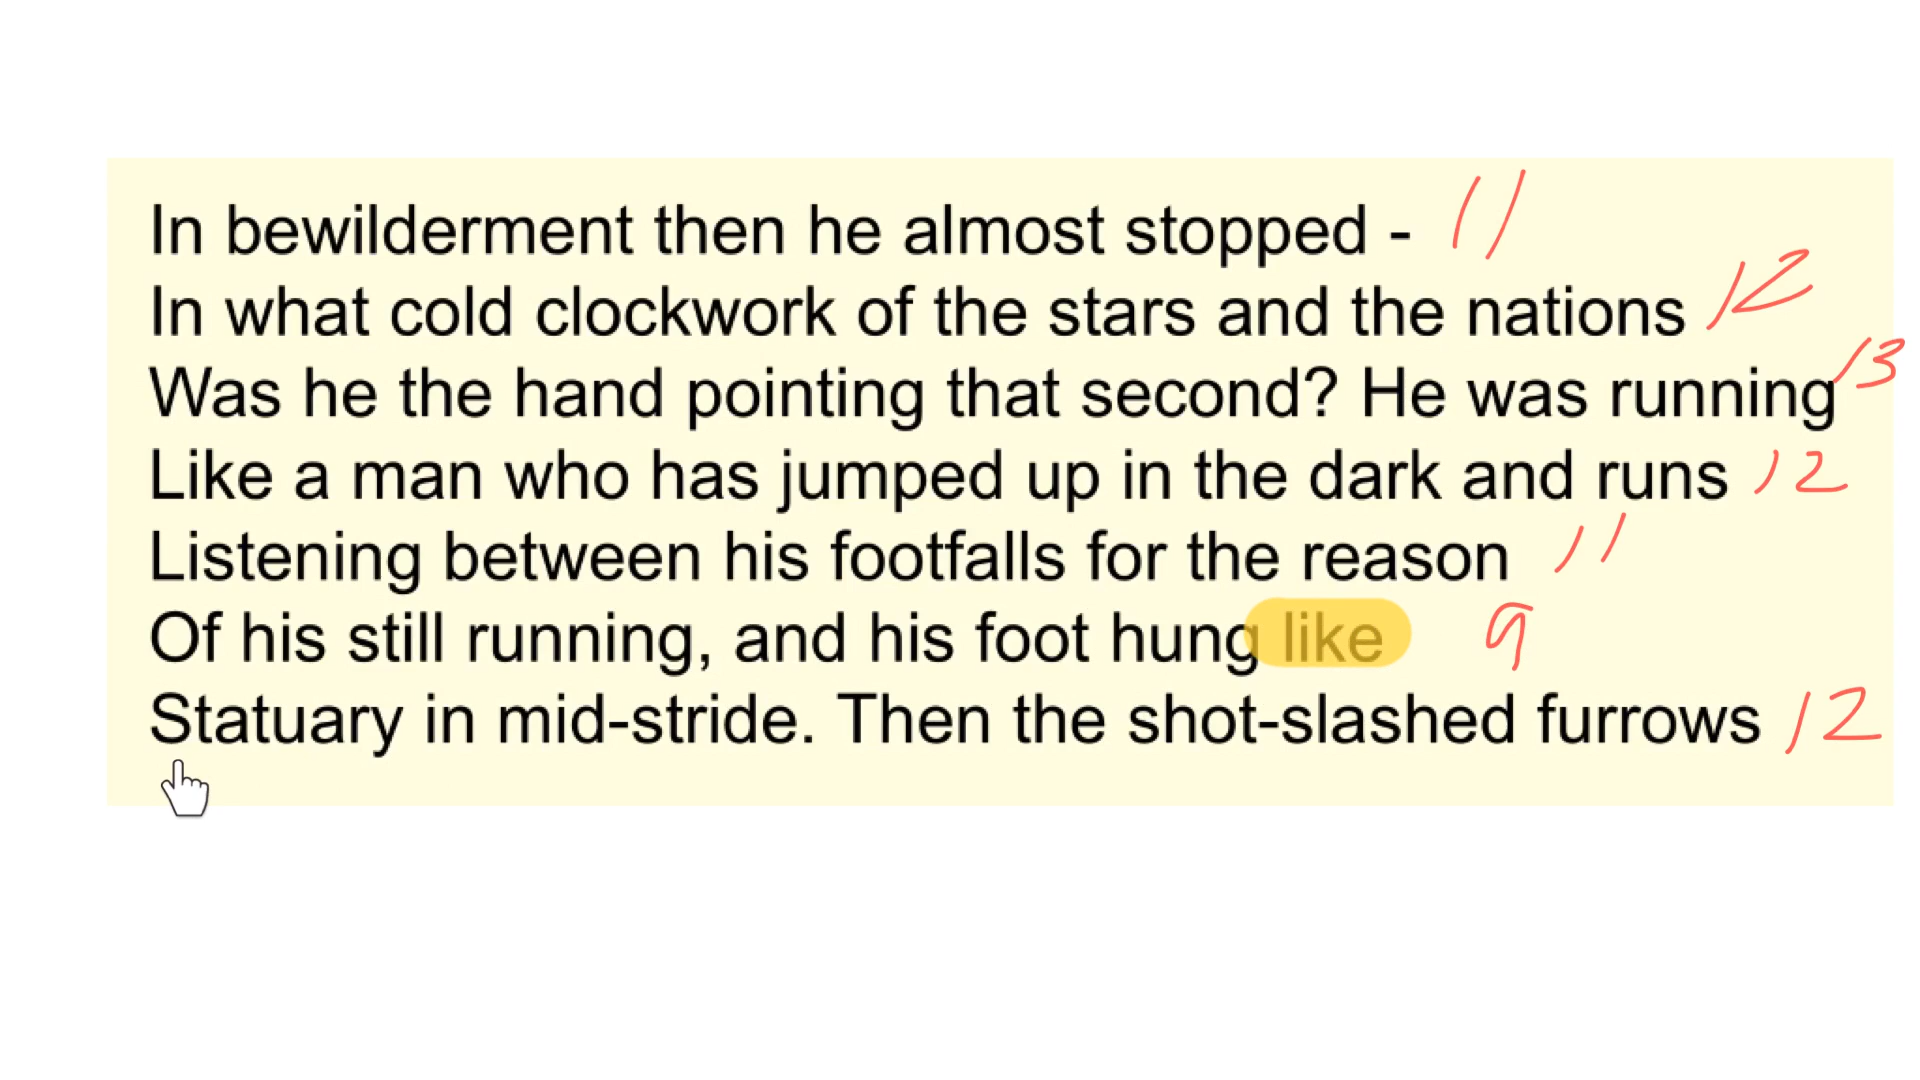 In bewilderment then he almost stopped - 11
In what cold clockwork of the stars and the nations 12
Was he the hand pointing that second? He was running 13
Like a man who has jumped up in the dark and runs 12
Listening between his footfalls for the reason 11
Of his still running, and his foot hung like 9
Statuary in mid-stride. Then the shot-slashed furrows 12